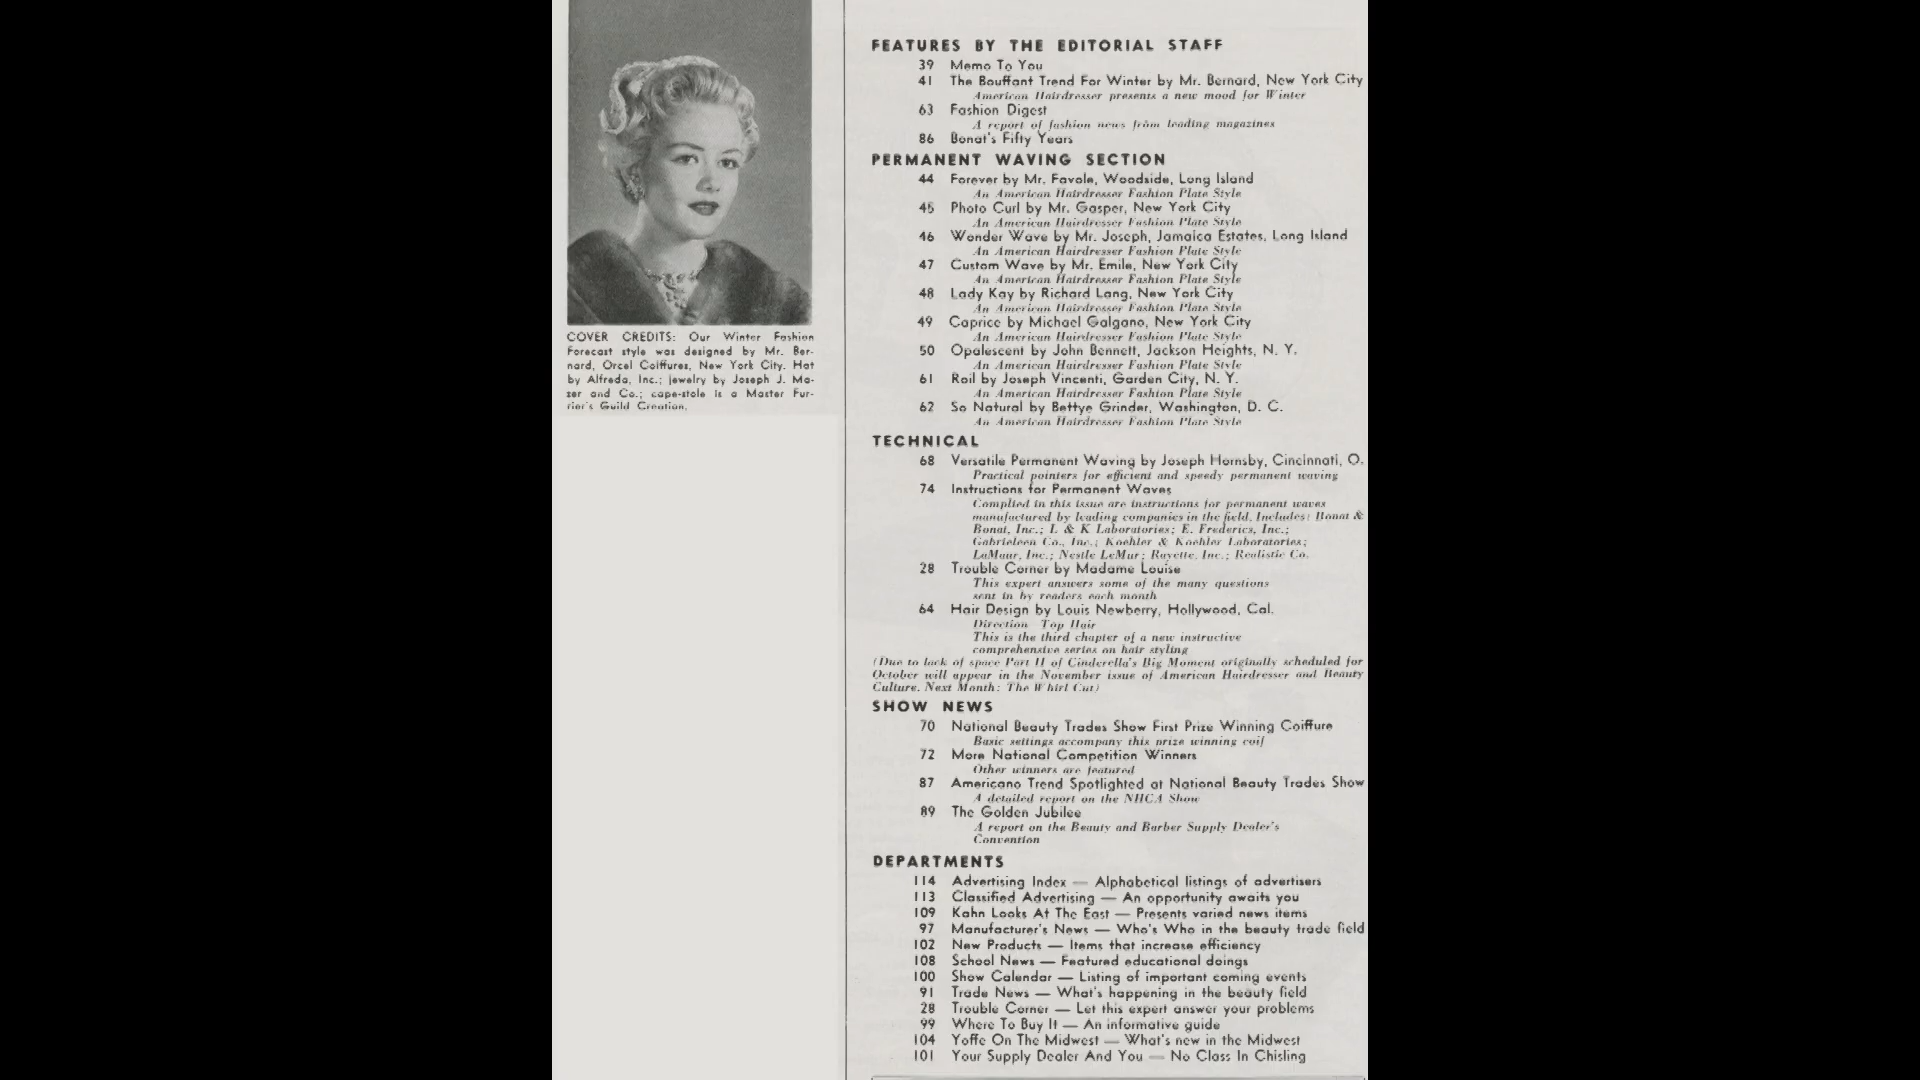 COVER CREDITS: Our Winter Fashion
Forecast style was designed by Mr. Ber-
nard, Orcel Coiffures, New York City. Hat
by Alfreda, Inc.; jewelry by Joseph J. Ma-
zer and Co.; cape-stole is a Master Fur-
rier's Guild Creation.
FEATURES BY THE EDITORIAL STAFF
39 Memo To You
41 The Bouffant Trend For Winter by Mr. Bernard, New York City
American Hairdresser presents a new mood for Winter
63 Fashion Digest
A report of fashion news from leading magazines
86 Bonat's Fifty Years
PERMANENT WAVING SECTION
44 Forever by Mr. Favole, Woodside, Long Island
An American Hairdresser Fashion Plate Style
45 Photo Curl by Mr. Gasper, New York City
An American Hairdresser Fashion Plate Style
46 Wonder Wave by Mr. Joseph, Jamaica Estates, Long Island
An American Hairdresser Fashion Plate Style
47 Custom Wave by Mr. Emile, New York City
An American Hairdresser Fashion Plate Style
48 Lady Kay by Richard Lang, New York City
An American Hairdresser Fashion Plate Style
49 Caprice by Michael Galgano, New York City
An American Hairdresser Fashion Plate Style
50 Opalescent by John Bennett, Jackson Heights, N. Y.
An American Hairdresser Fashion Plate Style
61 Rail by Joseph Vincenti, Garden City, N. Y.
An American Hairdresser Fashion Plate Style
62 So Natural by Bettye Grinder, Washington, D. C.
An American Hairdresser Fashion Plate Style
TECHNICAL
68 Versatile Permanent Waving by Joseph Hornsby, Cincinnati, O.
Practical pointers for efficient and speedy permanent waving
74 Instructions for Permanent Waves
Complied in this issue are instructions for permanent waves
manufactured by leading companies in the field. Includes: Bonat &
Bonat, Inc.; I. & K Laboratories; E. Frederics, Inc.;
Gabrieleen Co., Inc.; Koehler & Koehler Laboratories;
LaMaur, Inc.; Nestle LeMur; Rayette, Inc.; Realistic Co.
28 Trouble Corner by Madame Louise
This expert answers some of the many questions
sent in by readers each month
64 Hair Design by Louis Newberry, Hollywood, Cal.
Direction Top Hair
This is the third chapter of a new instructive
comprehensive series on hair styling
(Due to lack of space Part II of Cinderella's Big Moment originally scheduled for
October will appear in the November issue of American Hairdresser and Beauty
Culture. Next Month: The Whirl Cut)
SHOW NEWS
70 National Beauty Trades Show First Prize Winning Coiffure
Basic settings accompany this prize winning coif
72 More National Competition Winners
Other winners are featured
87 Americano Trend Spotlighted at National Beauty Trades Show
A detailed report on the NHCA Show
89 The Golden Jubilee
A report on the Beauty and Barber Supply Dealer's
Convention
DEPARTMENTS
114 Advertising Index — Alphabetical listings of advertisers
113 Classified Advertising — An opportunity awaits you
109 Kahn Looks At The East — Presents varied news items
97 Manufacturer's News — Who's Who in the beauty trade field
102 New Products — Items that increase efficiency
108 School News — Featured educational doings
100 Show Calendar — Listing of important coming events
91 Trade News — What's happening in the beauty field
28 Trouble Corner — Let this expert answer your problems
99 Where To Buy It — An informative guide
104 Yoffe On The Midwest — What's new in the Midwest
101 Your Supply Dealer And You — No Class In Chisling